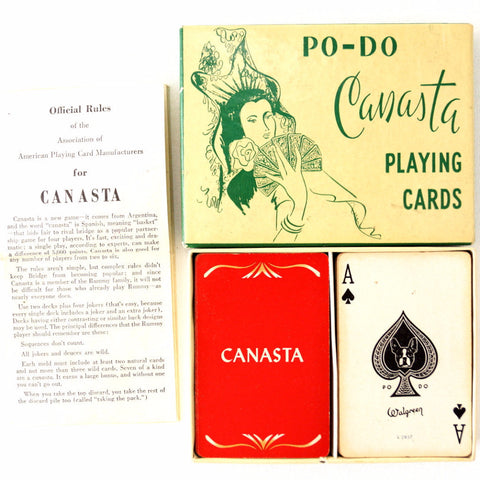 Official Rules
of the
Association of
American Playing Card Manufacturers
for
CANASTA
Canasta is a new game—it comes from Argentina,
and the word "canasta" is Spanish, meaning "basket"
that bids fair to rival bridge as a popular partner-
ship game for four players. It's fast, exciting and dra-
matic; a single play, according to experts, can make
a difference of 5,000 points. Canasta is also good for
any number of players from two to six.
The rules aren't simple, but complex rules didn't
keep Bridge from becoming popular; and since
Canasta is a member of the Rummy family, it will not
be difficult for those who already play Rummy—as
nearly everyone does.
Use two decks plus four jokers (that's easy, because
every single deck includes a joker and an extra joker).
Decks having either contrasting or similar back designs
may be used. The principal differences that the Rummy
player should remember are these:
Sequences don't count.
All jokers and deuces are wild.
Each meld must include at least two natural cards
and not more than three wild cards. Seven of a kind
are a canasta. It earns a large bonus, and without one
you can't go out.
When you take the top discard, you take the rest of
the discard pile too (called "taking the pack.")
PO-DO
Canasta
PLAYING
CARDS
CANASTA
A
PO DO
Walgreen
A